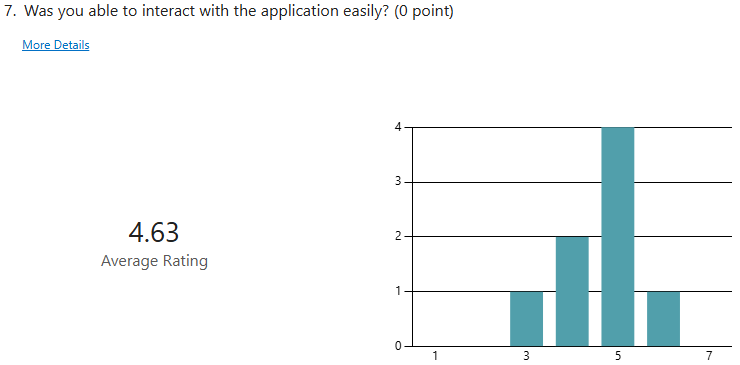 7. Was you able to interact with the application easily? (0 point)
More Details
4.63
Average Rating
4
3
2
1
0
1 3 5 7